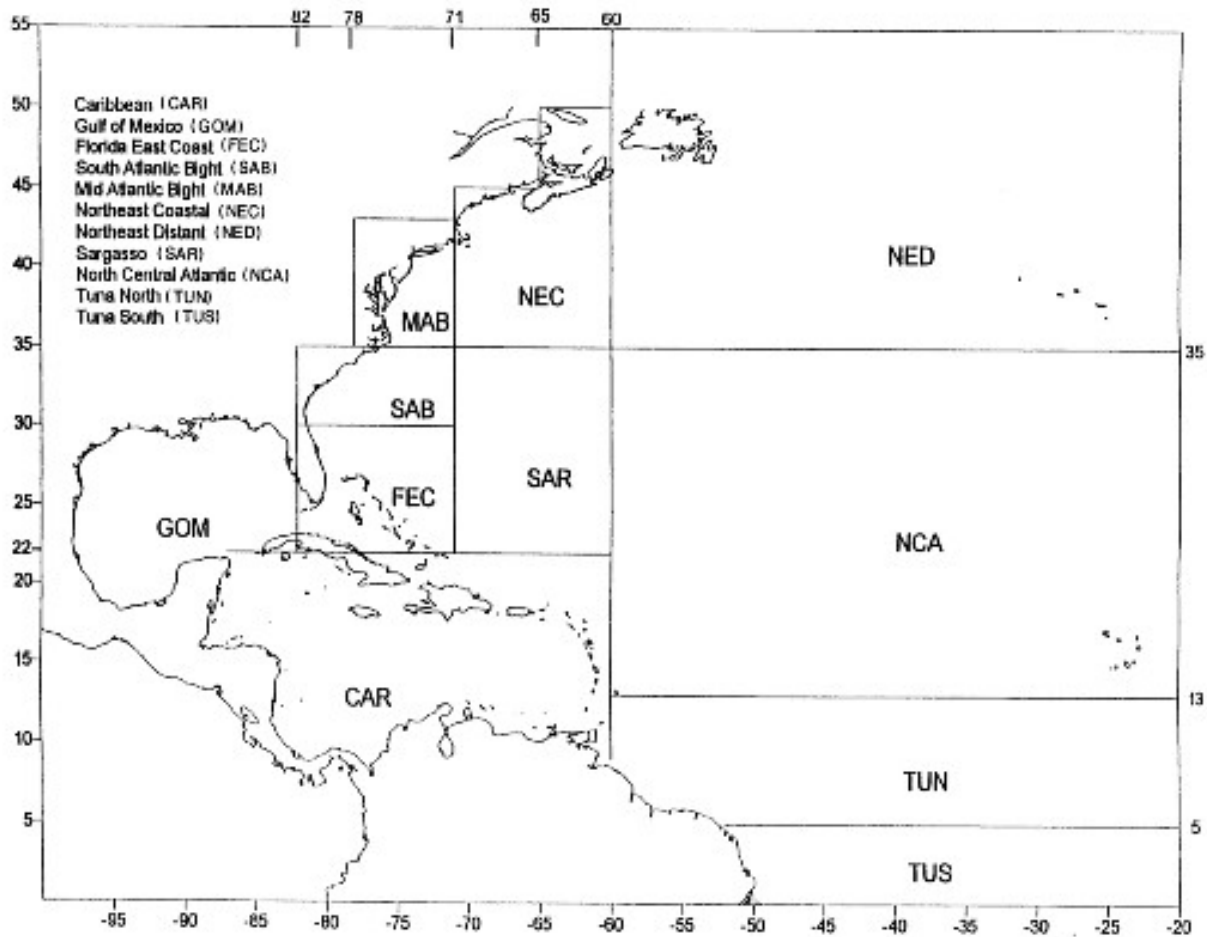 82 78 71 65 60
55
50
45
40
35
30
25
22
20
15
10
5
Caribbean (CAR)
Gulf of Mexico (GOM)
Florida East Coast (FEC)
South Atlantic Bight (SAB)
Mid Atlantic Bight (MAB)
Northeast Coastal (NEC)
Northeast Distant (NED)
Sargasso (SAR)
North Central Atlantic (NCA)
Tuna North (TUN)
Tuna South (TUS)
NED
NEC
MAB
35
SAB
SAR
FEC
GOM
NCA
CAR
13
TUN
5
TUS
-95 -90 -85 -80 -75 -70 -65 -60 -55 -50 -45 -40 -35 -30 -25 -20